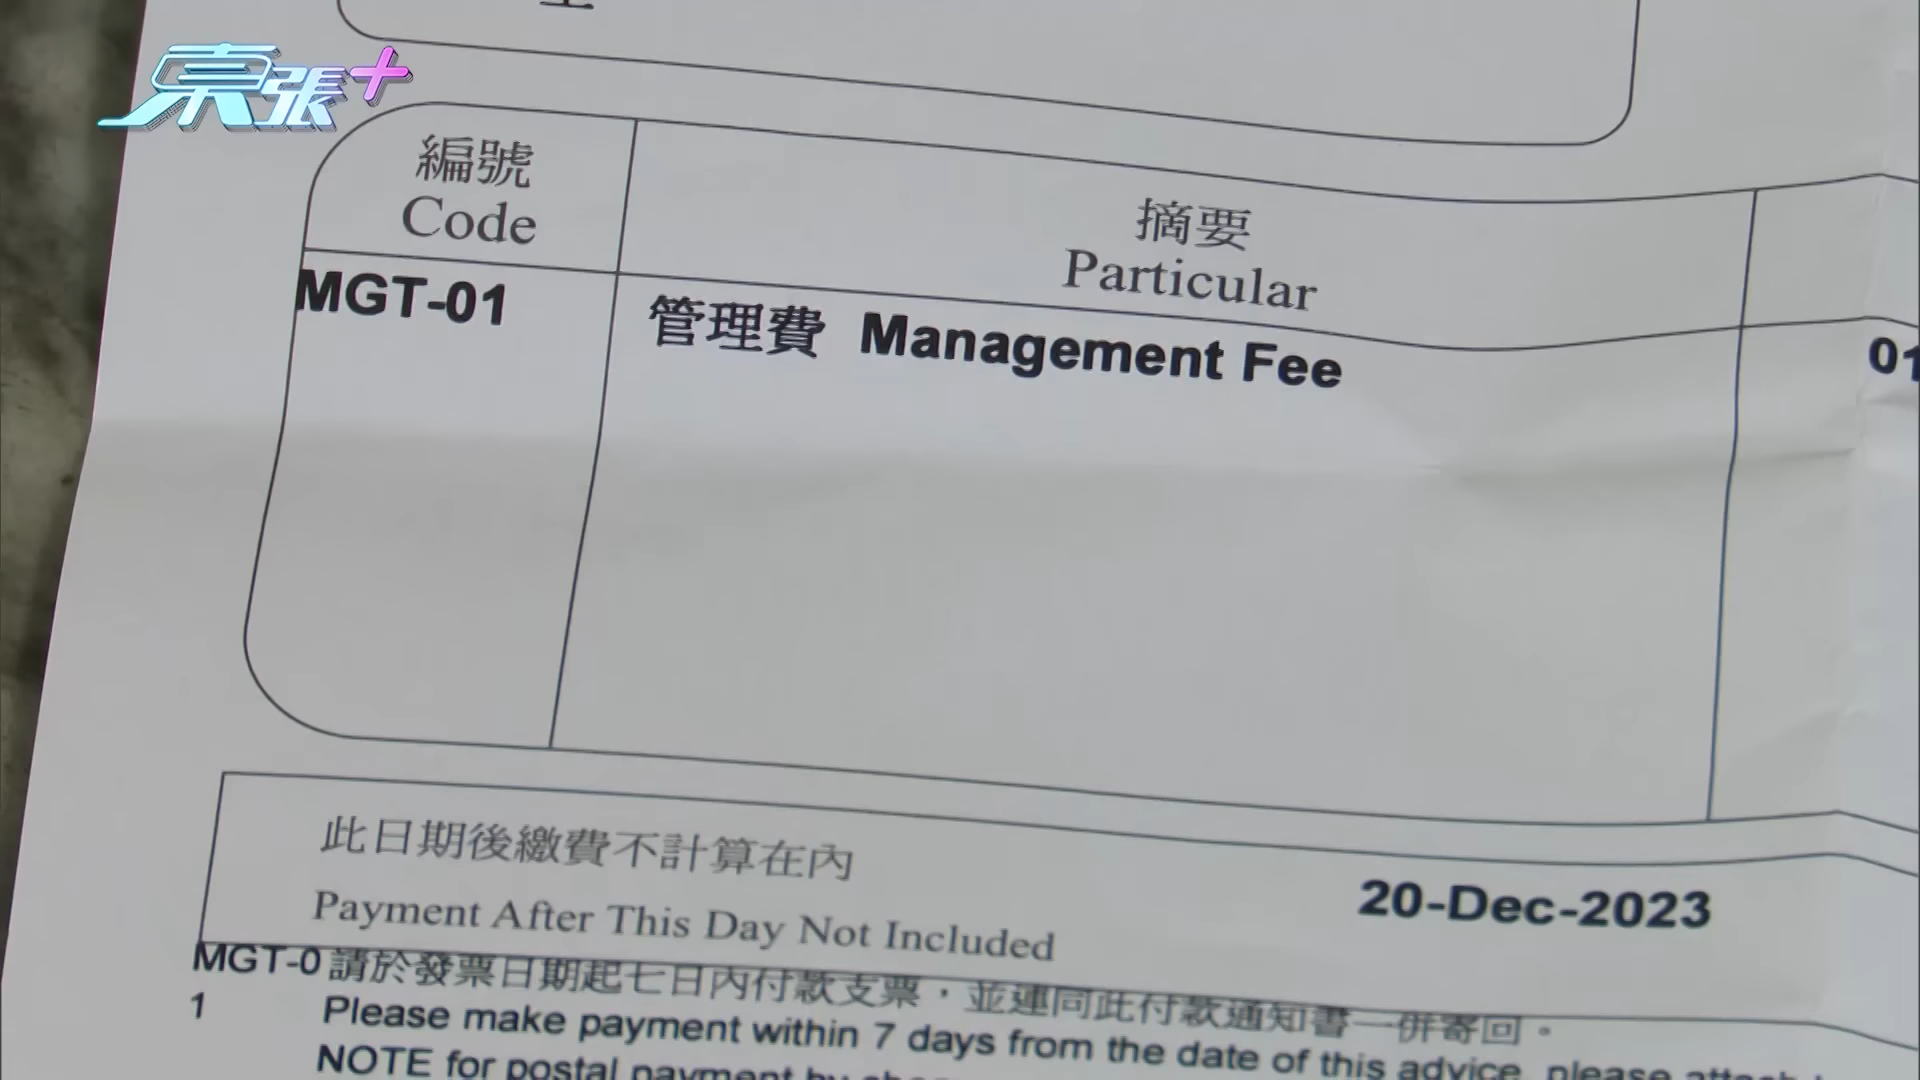 東張+
編號
Code
摘要
Particular
MGT-01
管理費 Management Fee
01
此日期後繳費不計算在內
Payment After This Day Not Included
20-Dec-2023
MGT-0 請於發票日期起七日內付款支票，並連同此付款通知書一併寄回。
1 Please make payment within 7 days from the date of this advice, please
NOTE for postal payment by